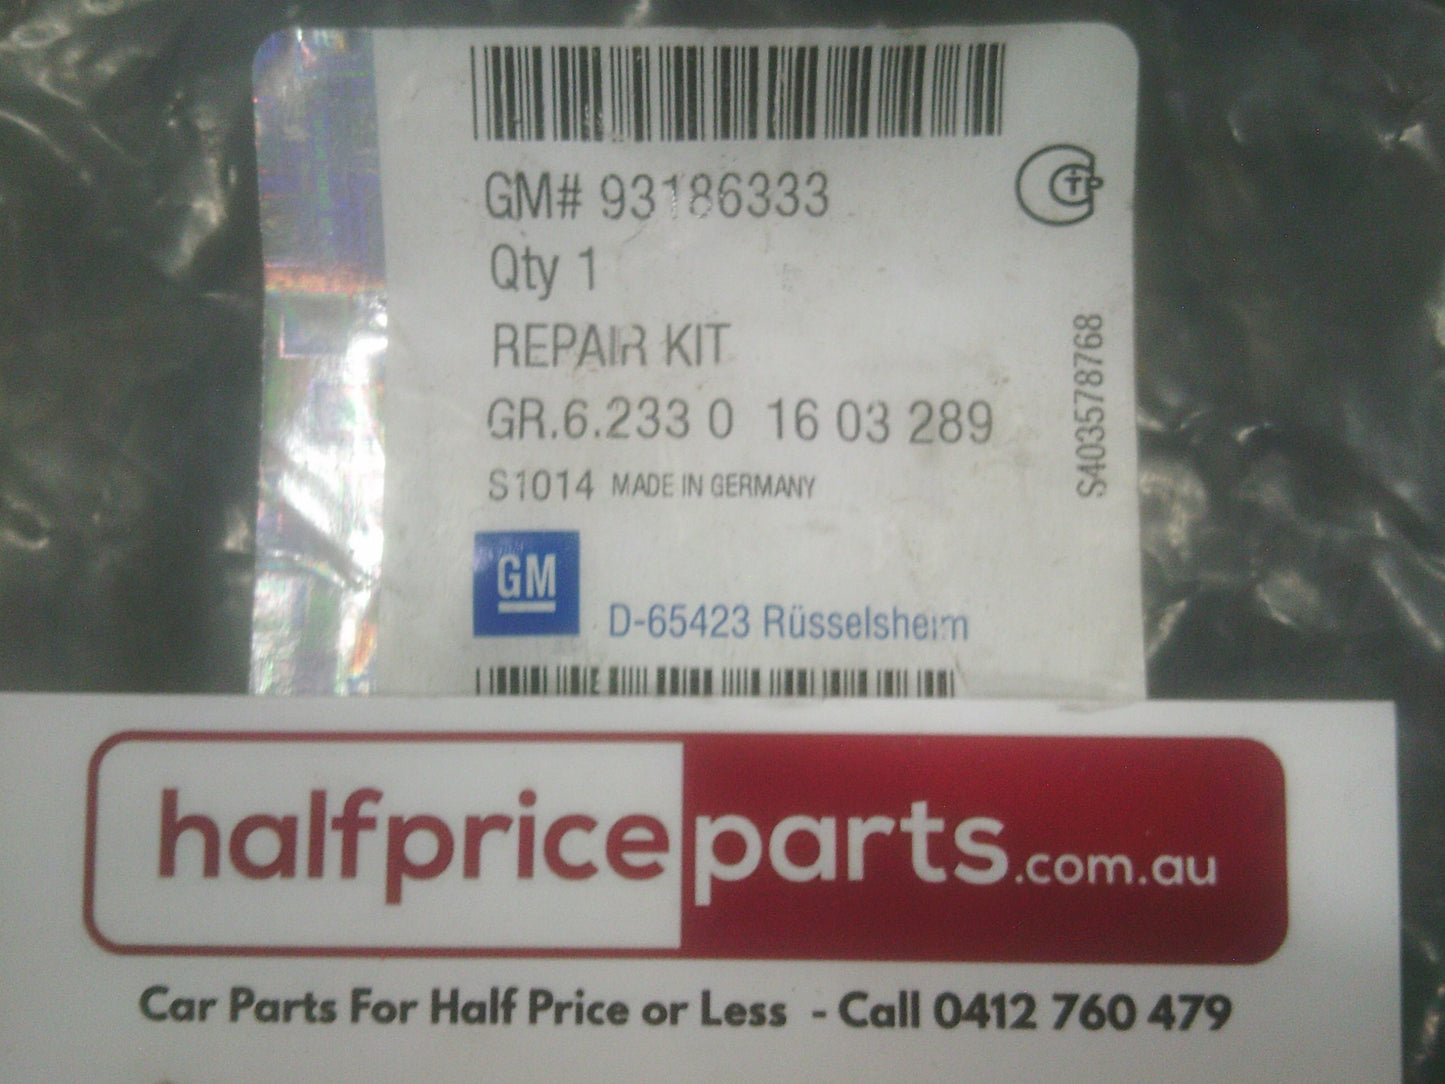 GM# 93186333
Qty 1
REPAIR KIT
GR.6.233 0 16 03 289
S1014 MADE IN GERMANY
S403578768
GM
D-65423 Rüsselsheim
halfpriceparts.com.au
Car Parts For Half Price or Less - Call 0412 760 479